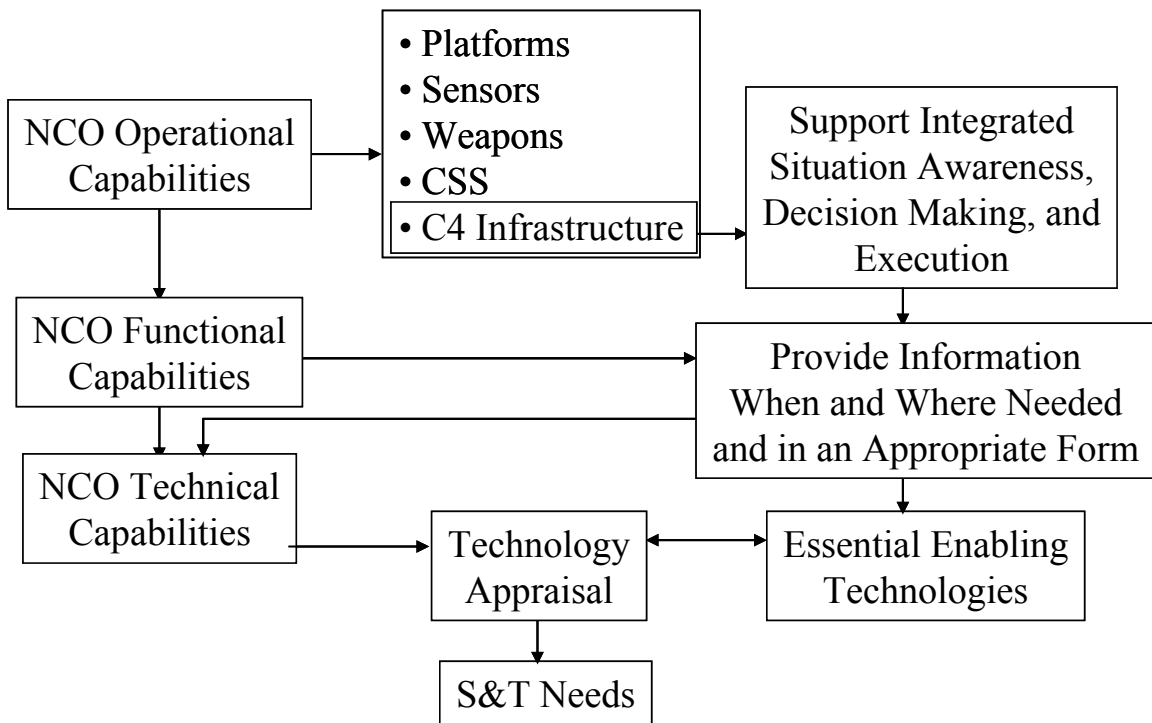 NCO Operational
Capabilities
• Platforms
• Sensors
• Weapons
• CSS
• C4 Infrastructure
Support Integrated
Situation Awareness,
Decision Making, and
Execution
NCO Functional
Capabilities
Provide Information
When and Where Needed
and in an Appropriate Form
NCO Technical
Capabilities
Technology
Appraisal
Essential Enabling
Technologies
S&T Needs